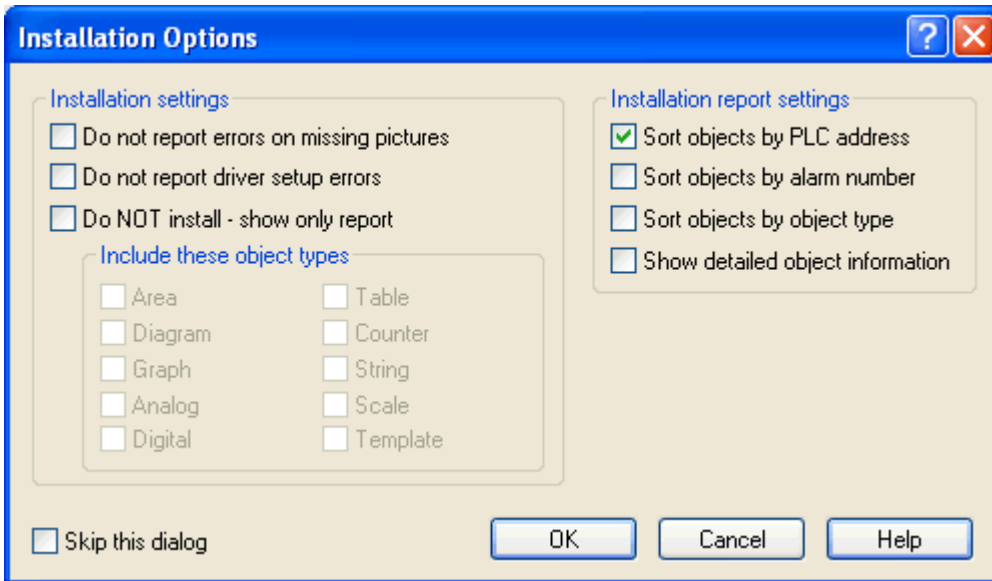 Installation Options
Installation settings
Do not report errors on missing pictures
Do not report driver setup errors
Do NOT install - show only report
Include these object types
Area
Table
Diagram
Counter
Graph
String
Analog
Scale
Digital
Template
Installation report settings
Sort objects by PLC address
Sort objects by alarm number
Sort objects by object type
Show detailed object information
Skip this dialog
OK
Cancel
Help